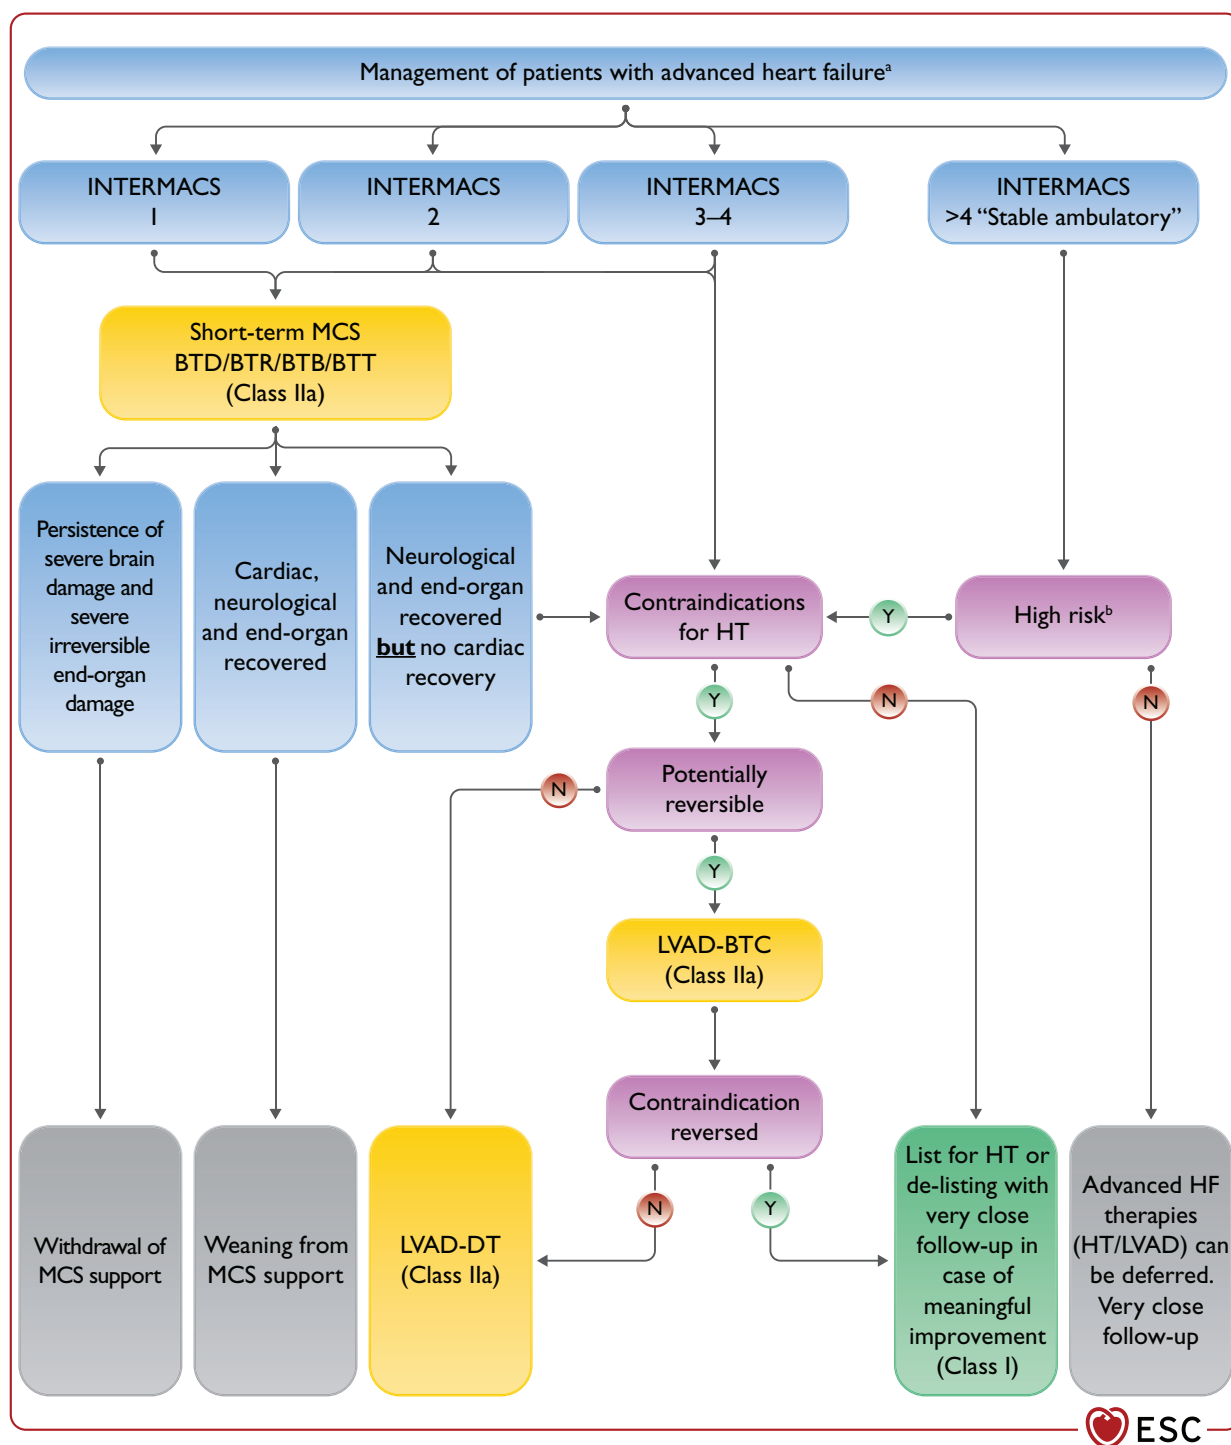 Management of patients with advanced heart failureᵃ
INTERMACS
1
INTERMACS
2
INTERMACS
3–4
INTERMACS
>4 “Stable ambulatory”
Short-term MCS
BTD/BTR/BTB/BTT
(Class IIa)
Persistence of
severe brain
damage and
severe
irreversible
end-organ
damage
Cardiac,
neurological
and end-organ
recovered
Neurological
and end-organ
recovered
but no cardiac
recovery
Contraindications
for HT
Y
High riskᵇ
Y
N
N
Potentially
reversible
N
Y
LVAD-BTC
(Class IIa)
Contraindication
reversed
N
Y
Withdrawal of
MCS support
Weaning from
MCS support
LVAD-DT
(Class IIa)
List for HT or
de-listing with
very close
follow-up in
case of
meaningful
improvement
(Class I)
Advanced HF
therapies
(HT/LVAD) can
be deferred.
Very close
follow-up
ESC